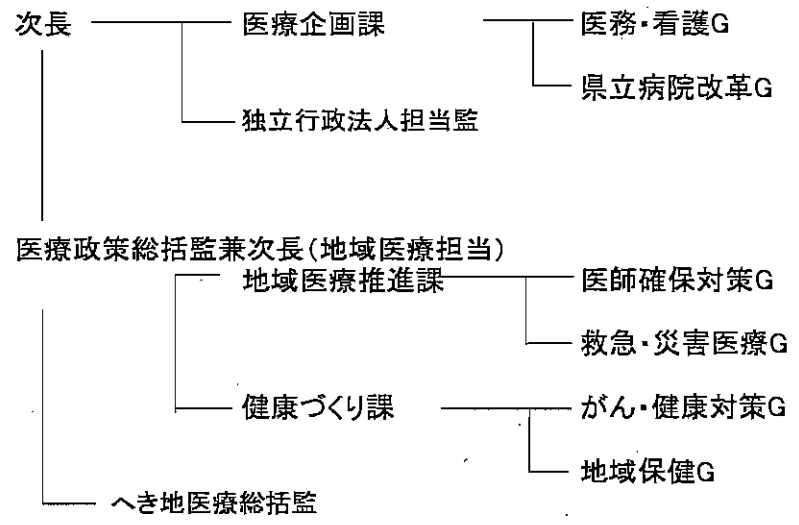 次長 医療企画課 医務・看護G
県立病院改革G
独立行政法人担当監
医療政策総括監兼次長(地域医療担当)
地域医療推進課 医師確保対策G
救急・災害医療G
健康づくり課 がん・健康対策G
地域保健G
へき地医療総括監